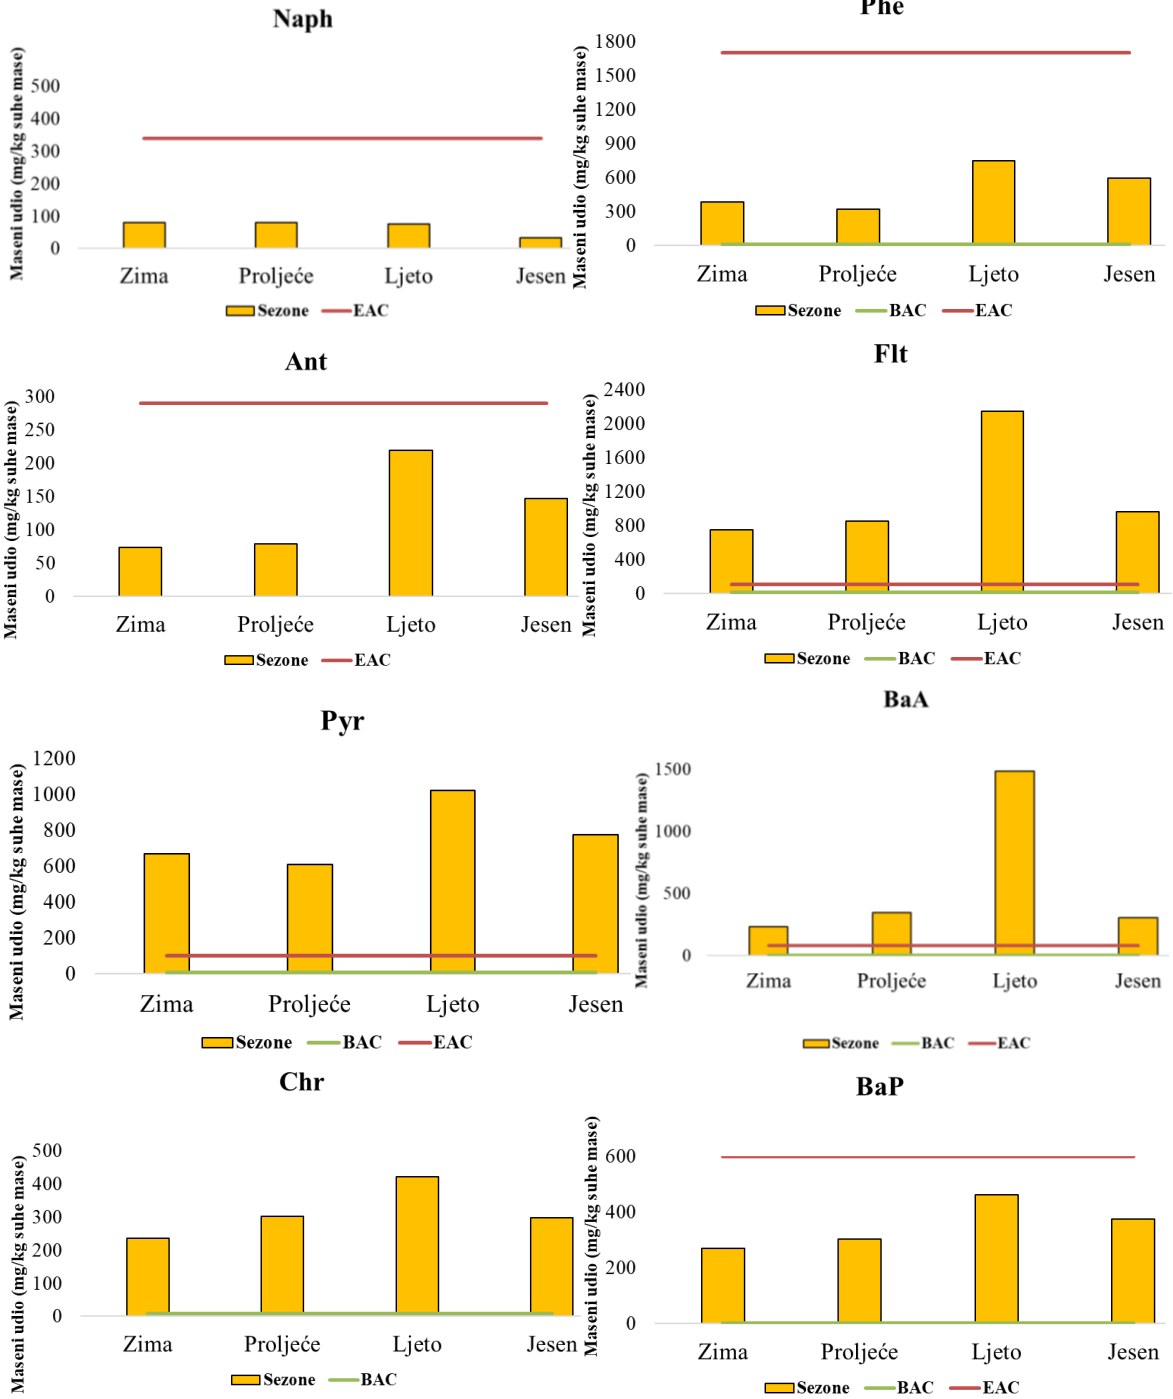 Naph
Maseni udio (mg/kg suhe mase)
500
400
300
200
100
0
Zima Proljeće Ljeto Jesen
Sezone EAC
Phe
Maseni udio (mg/kg suhe mase)
1800
1500
1200
900
600
300
0
Zima Proljeće Ljeto Jesen
Sezone BAC EAC
Ant
Maseni udio (mg/kg suhe mase)
300
250
200
150
100
50
0
Zima Proljeće Ljeto Jesen
Sezone EAC
Flt
Maseni udio (mg/kg suhe mase)
2400
2000
1600
1200
800
400
0
Zima Proljeće Ljeto Jesen
Sezone BAC EAC
Pyr
Maseni udio (mg/kg suhe mase)
1200
1000
800
600
400
200
0
Zima Proljeće Ljeto Jesen
Sezone BAC EAC
BaA
Maseni udio (mg/kg suhe mase)
1500
1000
500
0
Zima Proljeće Ljeto Jesen
Sezone BAC EAC
Chr
Maseni udio (mg/kg suhe mase)
500
400
300
200
100
0
Zima Proljeće Ljeto Jesen
Sezone BAC
BaP
Maseni udio (mg/kg suhe mase)
600
400
200
0
Zima Proljeće Ljeto Jesen
Sezone BAC EAC